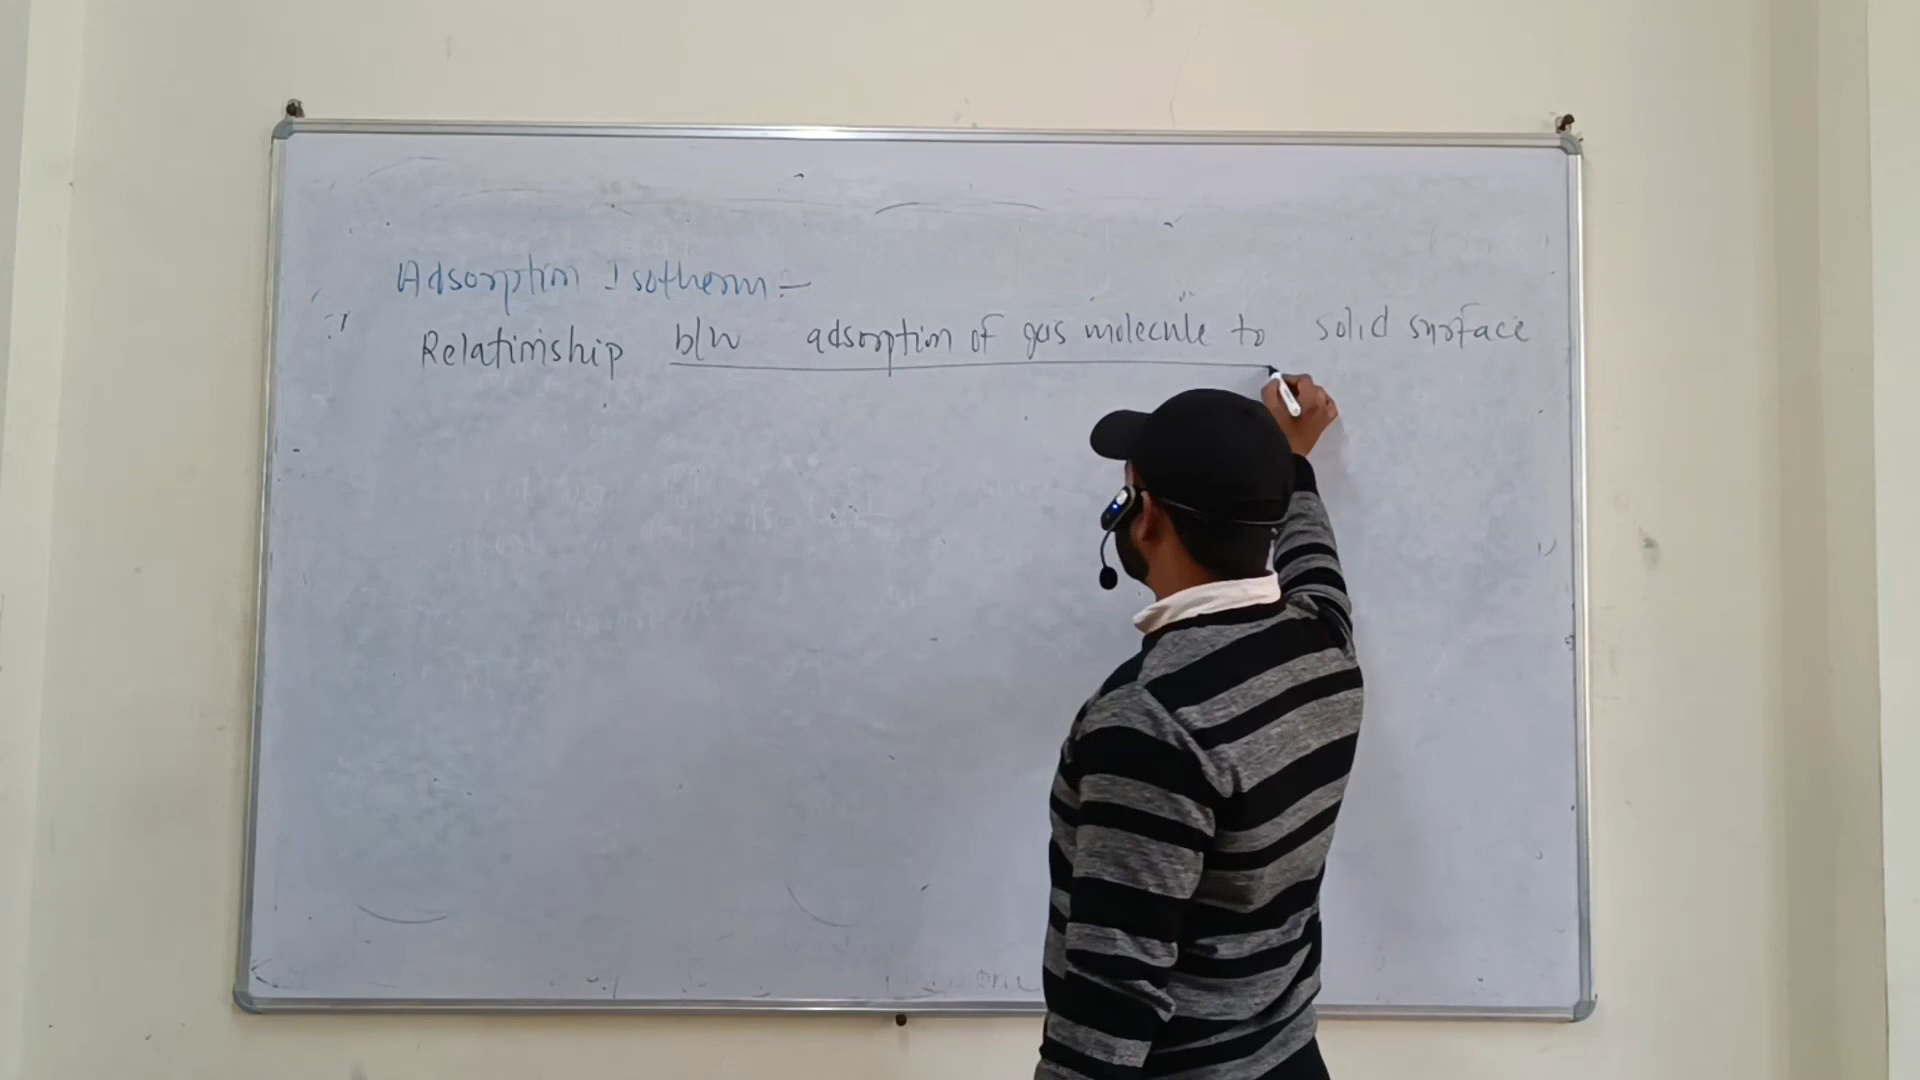 Adsorption Isotherm :-
Relationship b/w adsorption of gas molecule to solid surface